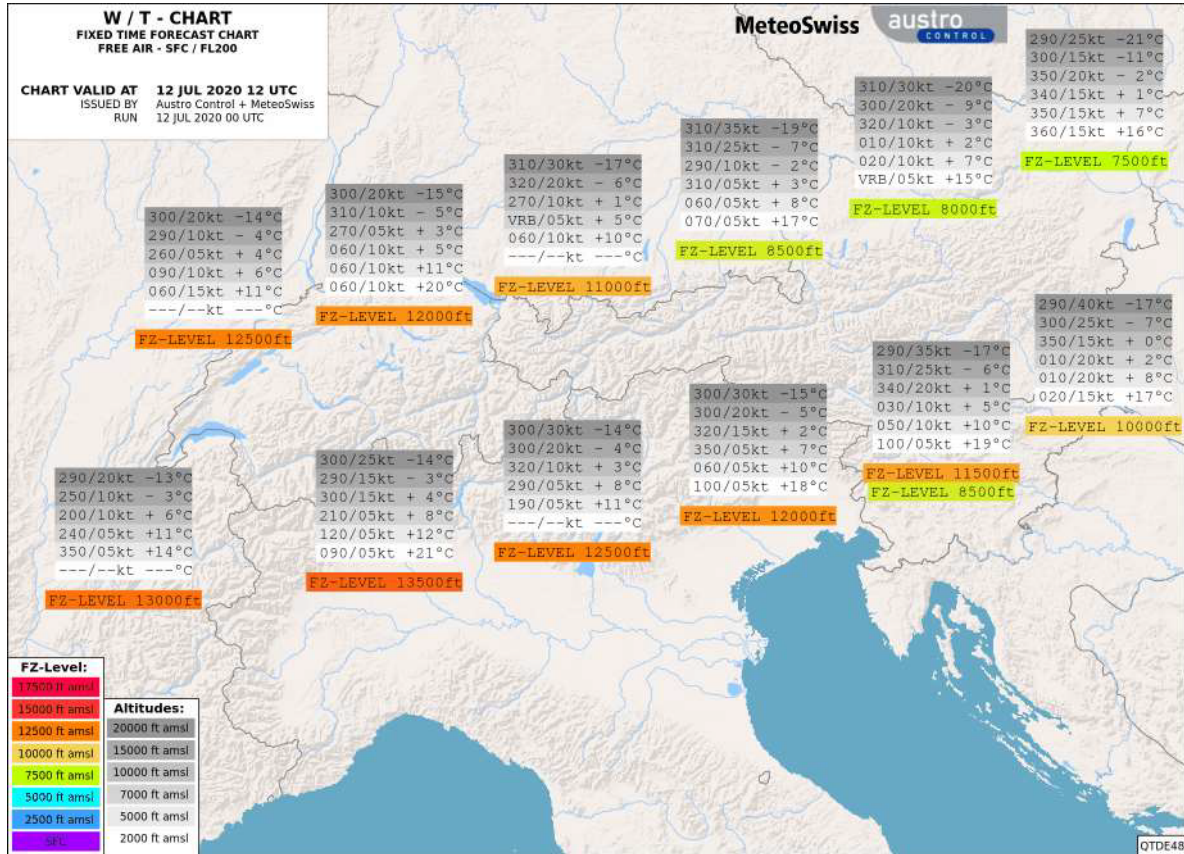 W / T - CHART
FIXED TIME FORECAST CHART
FREE AIR - SFC / FL200
CHART VALID AT 12 JUL 2020 12 UTC
ISSUED BY Austro Control + MeteoSwiss
RUN 12 JUL 2020 00 UTC
MeteoSwiss
austro
CONTROL
290/25kt -21°C
300/15kt -11°C
350/20kt - 2°C
340/15kt + 1°C
350/15kt + 7°C
360/15kt +16°C
FZ-LEVEL 7500ft
310/30kt -20°C
300/20kt - 9°C
320/10kt - 3°C
010/10kt + 2°C
020/10kt + 7°C
VRB/05kt +15°C
FZ-LEVEL 8000ft
310/35kt -19°C
310/25kt - 7°C
290/10kt - 2°C
310/05kt + 3°C
060/05kt + 8°C
070/05kt +17°C
FZ-LEVEL 8500ft
310/30kt -17°C
320/20kt - 6°C
270/10kt + 1°C
VRB/05kt + 5°C
060/10kt +10°C
---/--kt ---°C
FZ-LEVEL 11000ft
300/20kt -15°C
310/10kt - 5°C
270/05kt + 3°C
060/10kt + 5°C
060/10kt +11°C
060/10kt +20°C
FZ-LEVEL 12000ft
300/20kt -14°C
290/10kt - 4°C
260/05kt + 4°C
090/10kt + 6°C
060/15kt +11°C
---/--kt ---°C
FZ-LEVEL 12500ft
290/40kt -17°C
300/25kt - 7°C
350/15kt + 0°C
010/20kt + 2°C
010/20kt + 8°C
020/15kt +17°C
FZ-LEVEL 10000ft
290/35kt -17°C
310/25kt - 6°C
340/20kt + 1°C
030/10kt + 5°C
050/10kt +10°C
100/05kt +19°C
FZ-LEVEL 11500ft
FZ-LEVEL 8500ft
300/30kt -15°C
300/20kt - 5°C
320/15kt + 2°C
350/05kt + 7°C
060/05kt +10°C
100/05kt +18°C
FZ-LEVEL 12000ft
300/30kt -14°C
300/20kt - 4°C
320/10kt + 3°C
290/05kt + 8°C
190/05kt +11°C
---/--kt ---°C
FZ-LEVEL 12500ft
300/25kt -14°C
290/15kt - 3°C
300/15kt + 4°C
210/05kt + 8°C
120/05kt +12°C
090/05kt +21°C
FZ-LEVEL 13500ft
290/20kt -13°C
250/10kt - 3°C
200/10kt + 6°C
240/05kt +11°C
350/05kt +14°C
---/--kt ---°C
FZ-LEVEL 13000ft
FZ-Level:
17500 ft amsl
15000 ft amsl
12500 ft amsl
10000 ft amsl
7500 ft amsl
5000 ft amsl
2500 ft amsl
SFC
Altitudes:
20000 ft amsl
15000 ft amsl
10000 ft amsl
7000 ft amsl
5000 ft amsl
2000 ft amsl
QTDE48